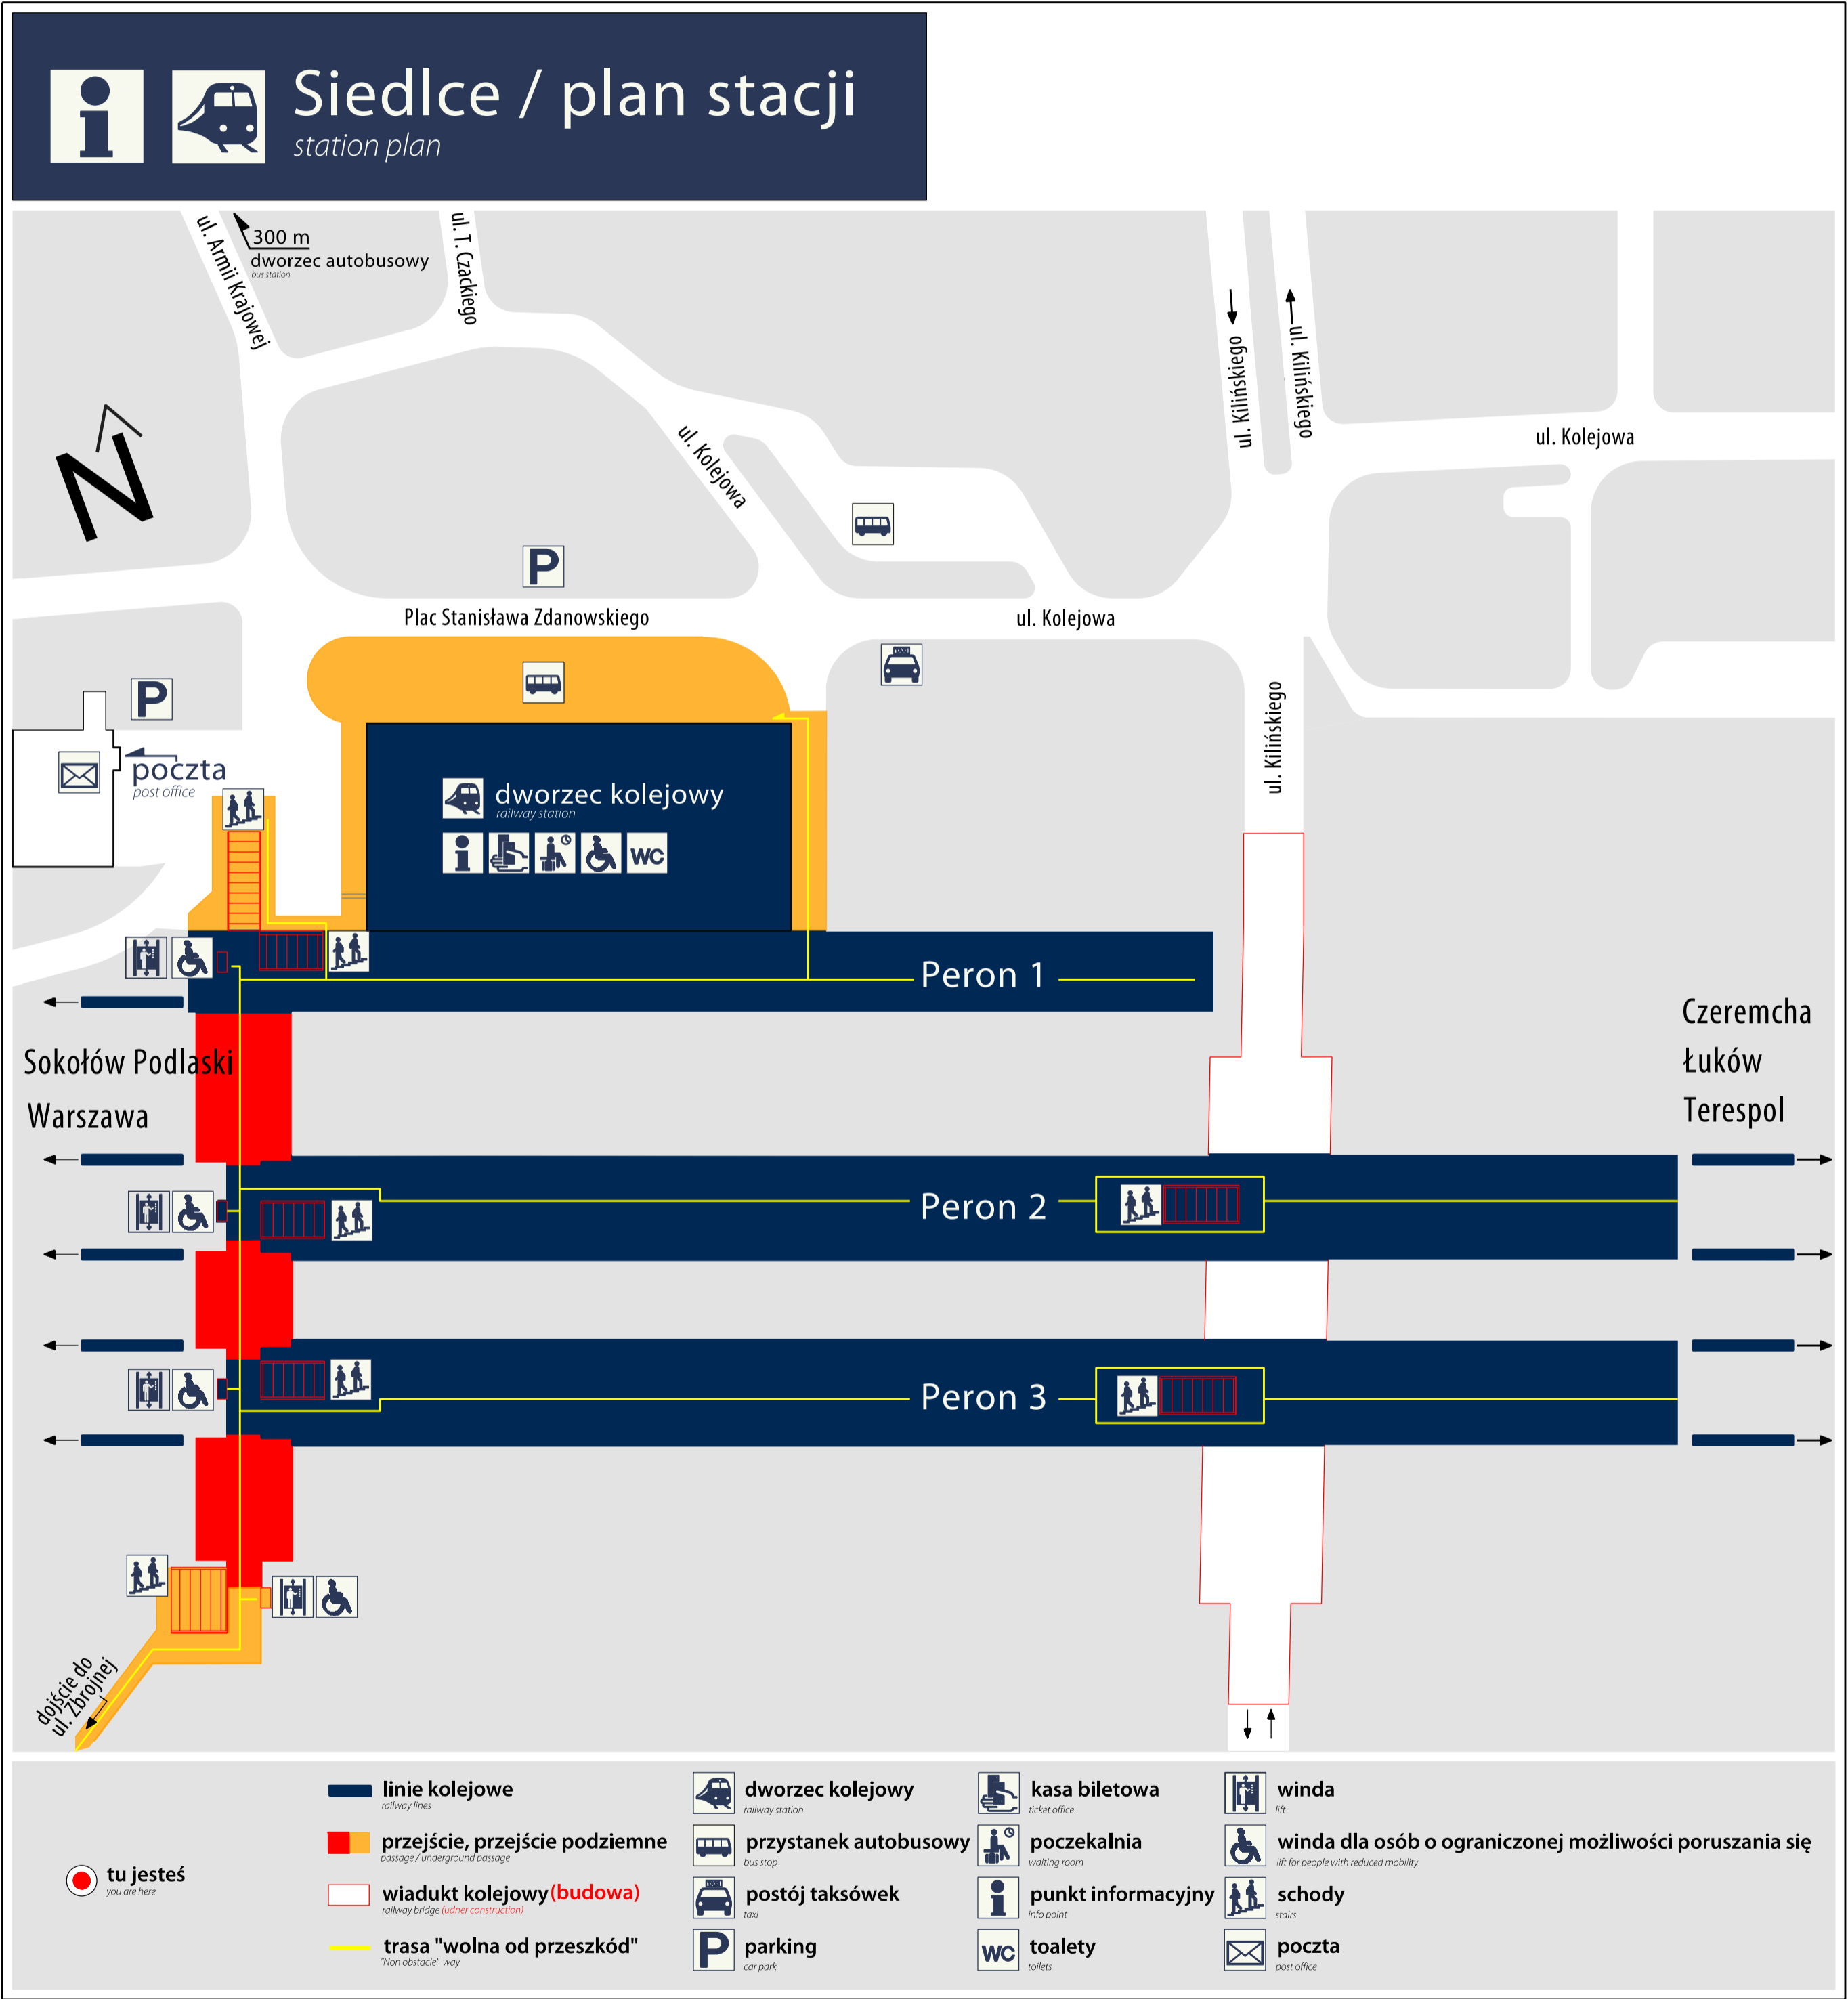 Siedlce / plan stacji
station plan
ul. Armii Krajowej
300 m
dworzec autobusowy
bus station
ul. T. Czackiego
ul. Kilińskiego
ul. Kilińskiego
ul. Kolejowa
ul. Kolejowa
N
P
Plac Stanisława Zdanowskiego
ul. Kolejowa
TAXI
P
ul. Kilińskiego
poczta
post office
dworzec kolejowy
railway station
WC
Peron 1
Sokołów Podlaski
Warszawa
Czeremcha
Łuków
Terespol
Peron 2
Peron 3
dojście do
ul. Zbrojnej
tu jesteś
you are here
linie kolejowe
railway lines
przejście, przejście podziemne
passage / underground passage
wiadukt kolejowy (budowa)
railway bridge (udner construction)
trasa "wolna od przeszkód"
"Non obstacle" way
dworzec kolejowy
railway station
przystanek autobusowy
bus stop
TAXI
postój taksówek
taxi
P
parking
car park
kasa biletowa
ticket office
poczekalnia
waiting room
punkt informacyjny
info point
WC
toalety
toilets
winda
lift
winda dla osób o ograniczonej możliwości poruszania się
lift for people with reduced mobility
schody
stairs
poczta
post office